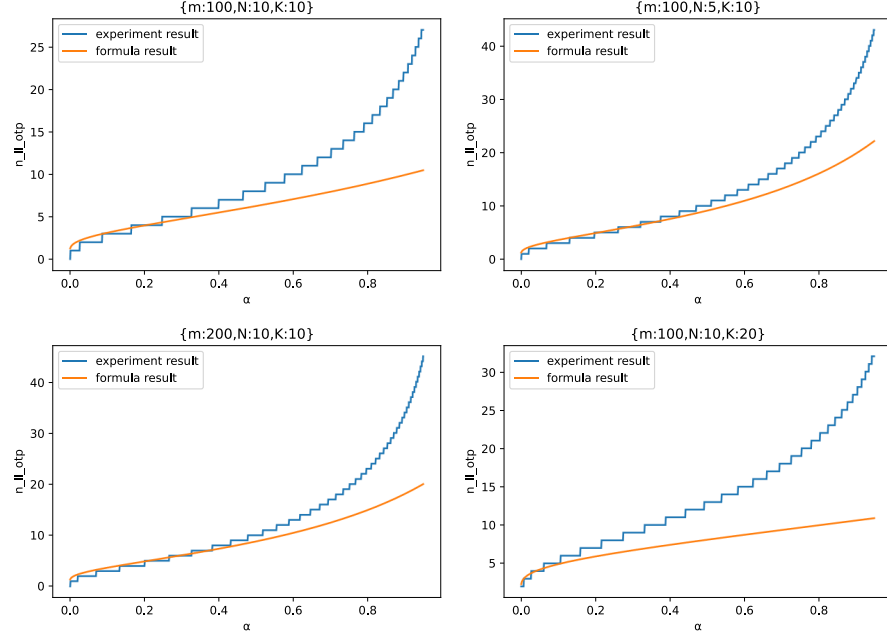 {m:100,N:10,K:10}
experiment result
formula result
25
20
15
10
5
0
n_ll_otp
0.0 0.2 0.4 0.6 0.8
α
{m:100,N:5,K:10}
experiment result
formula result
40
30
20
10
0
n_ll_otp
0.0 0.2 0.4 0.6 0.8
α
{m:200,N:10,K:10}
experiment result
formula result
40
30
20
10
0
n_ll_otp
0.0 0.2 0.4 0.6 0.8
α
{m:100,N:10,K:20}
experiment result
formula result
30
25
20
15
10
5
n_ll_otp
0.0 0.2 0.4 0.6 0.8
α